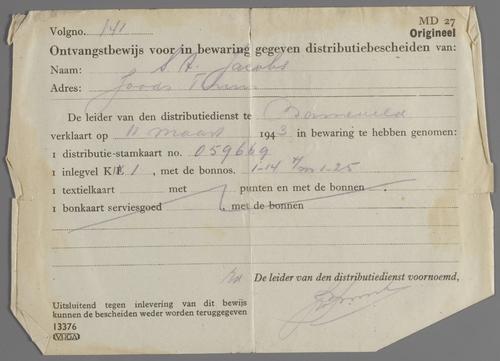 Volgno. 141
MD 27
Origineel
Ontvangstbewijs voor in bewaring gegeven distributiebescheiden van:
Naam: S. A. Jacobs
Adres: Joods
De leider van den distributiedienst te Barneveld
verklaart op 11 Maart 1943 in bewaring te hebben genomen:
1 distributie-stamkaart no. 059669
1 inlegvel K 1, met de bonnos. 1-14 t/m 1-25
1 textielkaart met punten en met de bonnen
1 bonkaart serviesgoed , met de bonnen
De leider van den distributiedienst voornoemd,
Uitsluitend tegen inlevering van dit bewijs
kunnen de bescheiden weder worden teruggegeven
13376
VEGA